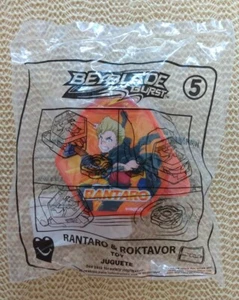 BEYBLADE
BURST
5
RANTARO
RANTARO & ROKTAVOR
TOY
JUGUETE